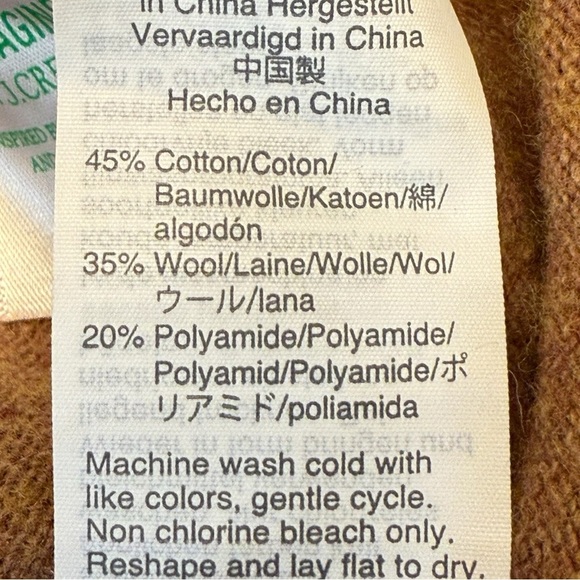 in China Hergestellt
Vervaardigd in China
中国製
Hecho en China
45% Cotton/Coton/
Baumwolle/Katoen/綿/
algodón
35% Wool/Laine/Wolle/Wol/
ウール/lana
20% Polyamide/Polyamide/
Polyamid/Polyamide/ポ
リアミド/poliamida
Machine wash cold with
like colors, gentle cycle.
Non chlorine bleach only.
Reshape and lay flat to dry.
J.CRE